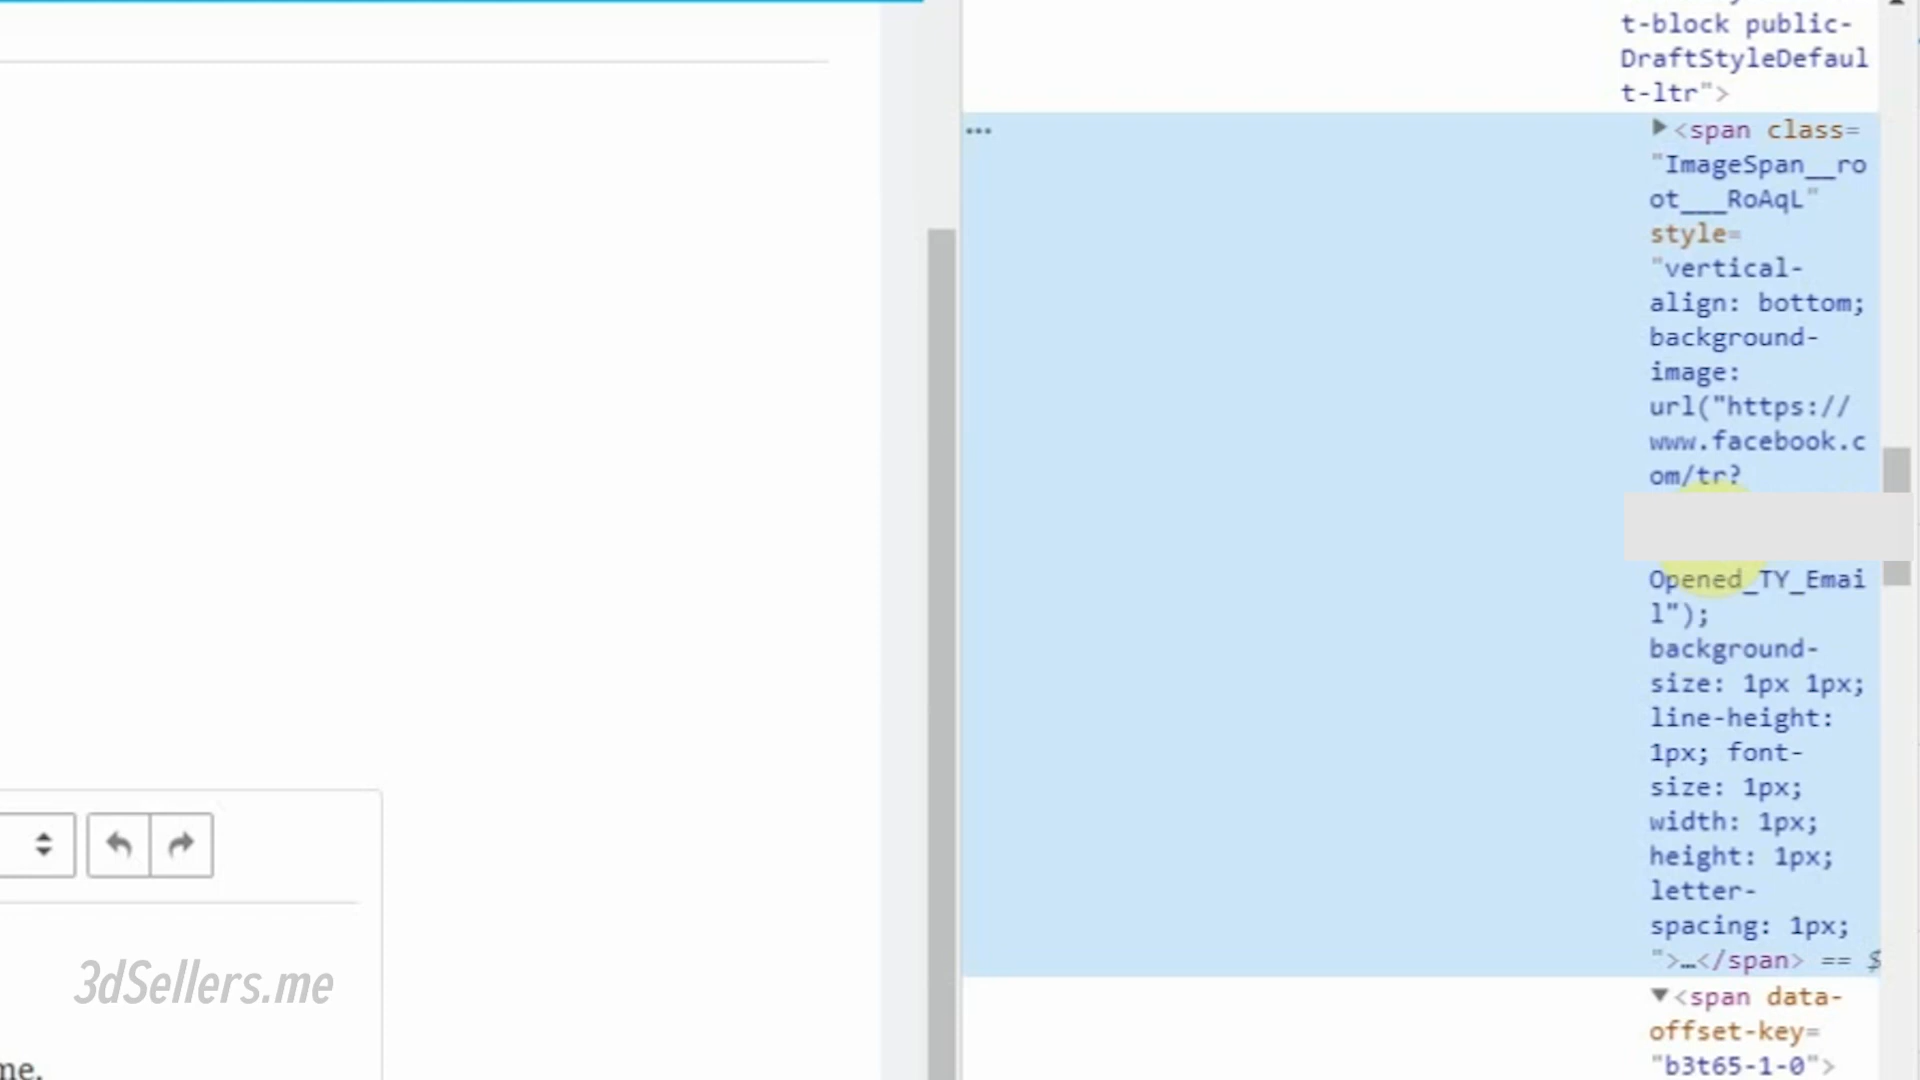 t-block public-
DraftStyleDefaul
t-ltr">
<span class=
"ImageSpan__ro
ot___RoAqL"
style=
"vertical-
align: bottom;
background-
image:
url("https://
www.facebook.c
om/tr?
Opened_TY_Emai
l");
background-
size: 1px 1px;
line-height:
1px; font-
size: 1px;
width: 1px;
height: 1px;
letter-
spacing: 1px;
">…</span> == $
<span data-
offset-key=
"b3t65-1-0">
3dSellers.me
me.